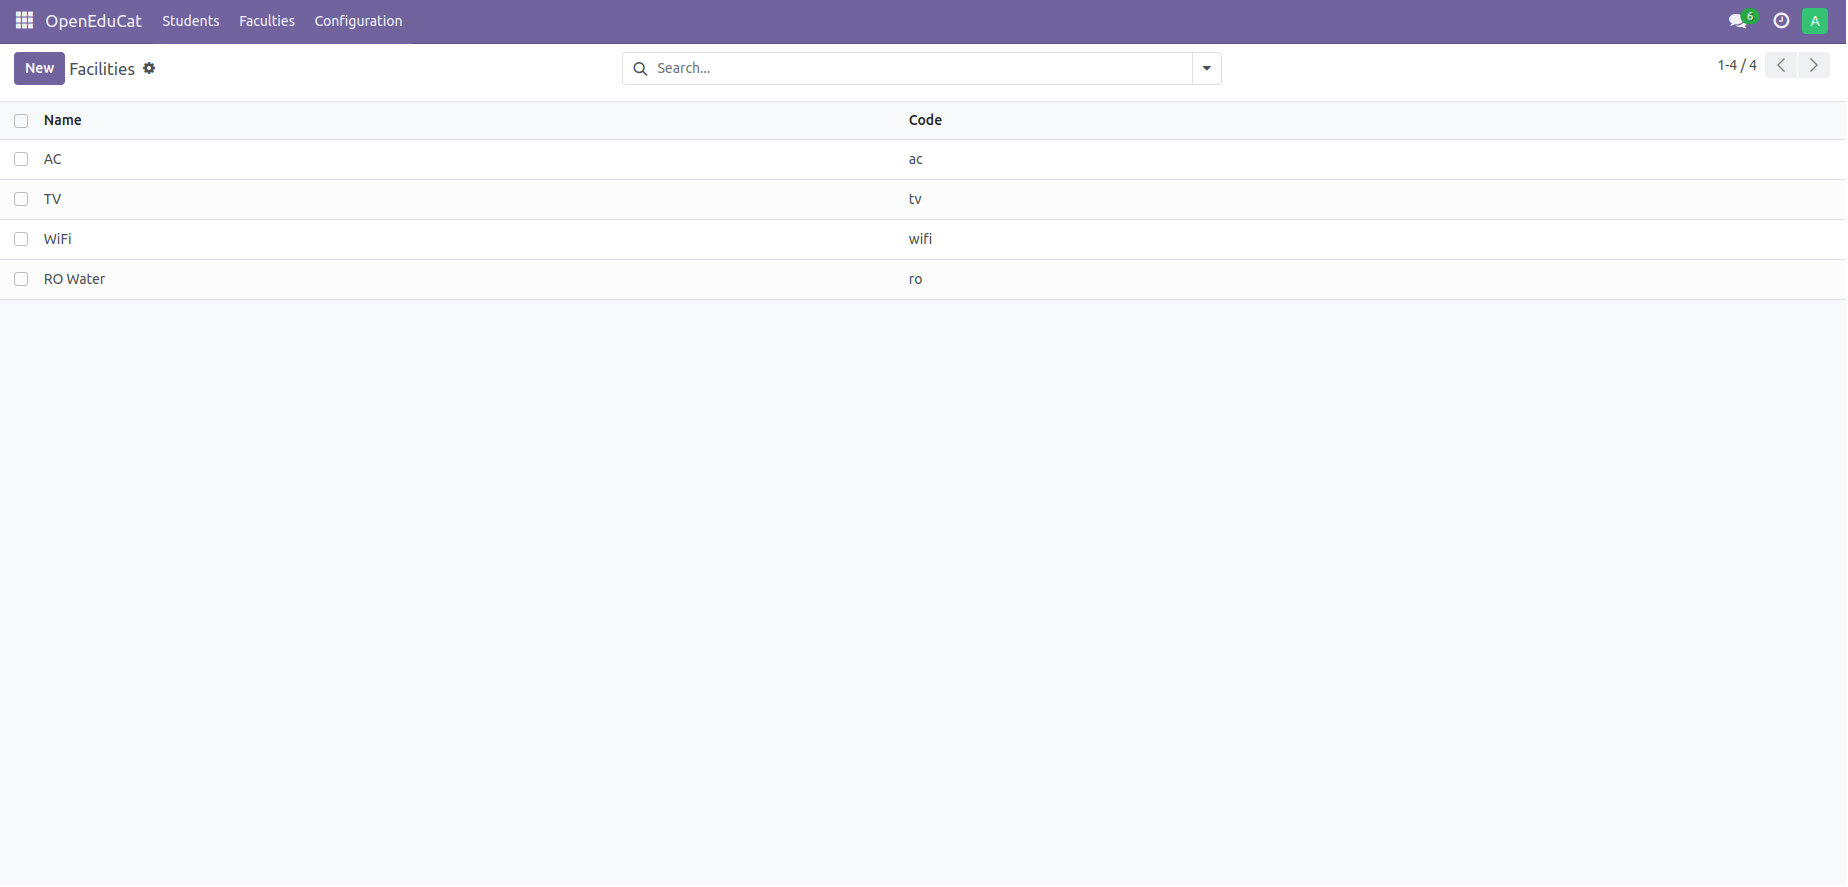 OpenEduCat Students Faculties Configuration 6 A
New Facilities Search... 1-4 / 4
Name Code
AC ac
TV tv
WiFi wifi
RO Water ro